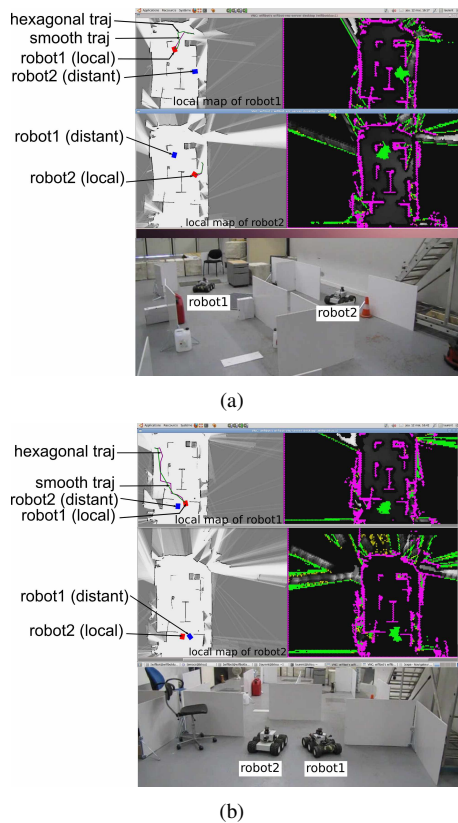 hexagonal traj
smooth traj
robot1 (local)
robot2 (distant)
local map of robot1
robot1 (distant)
robot2 (local)
local map of robot2
robot1
robot2
(a)
hexagonal traj
smooth traj
robot2 (distant)
robot1 (local)
local map of robot1
robot1 (distant)
robot2 (local)
local map of robot2
robot2
robot1
(b)